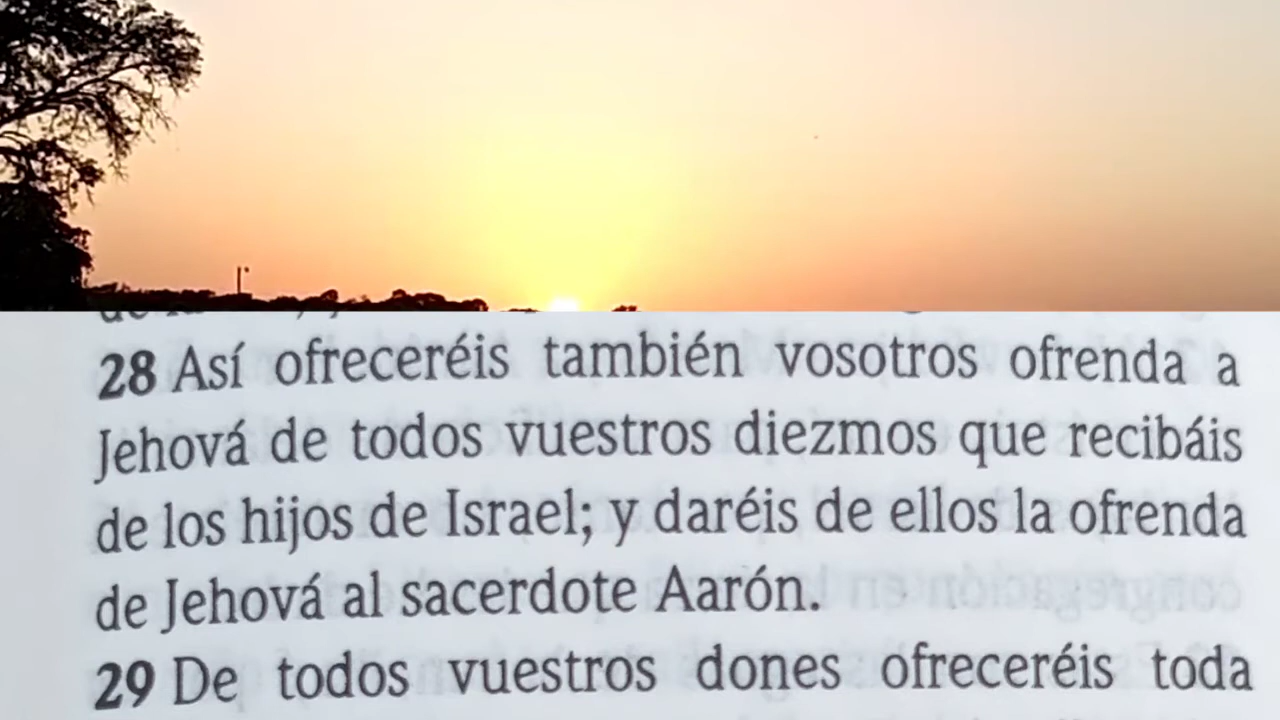 28 Así ofreceréis también vosotros ofrenda a
Jehová de todos vuestros diezmos que recibáis
de los hijos de Israel; y daréis de ellos la ofrenda
de Jehová al sacerdote Aarón.
29 De todos vuestros dones ofreceréis toda